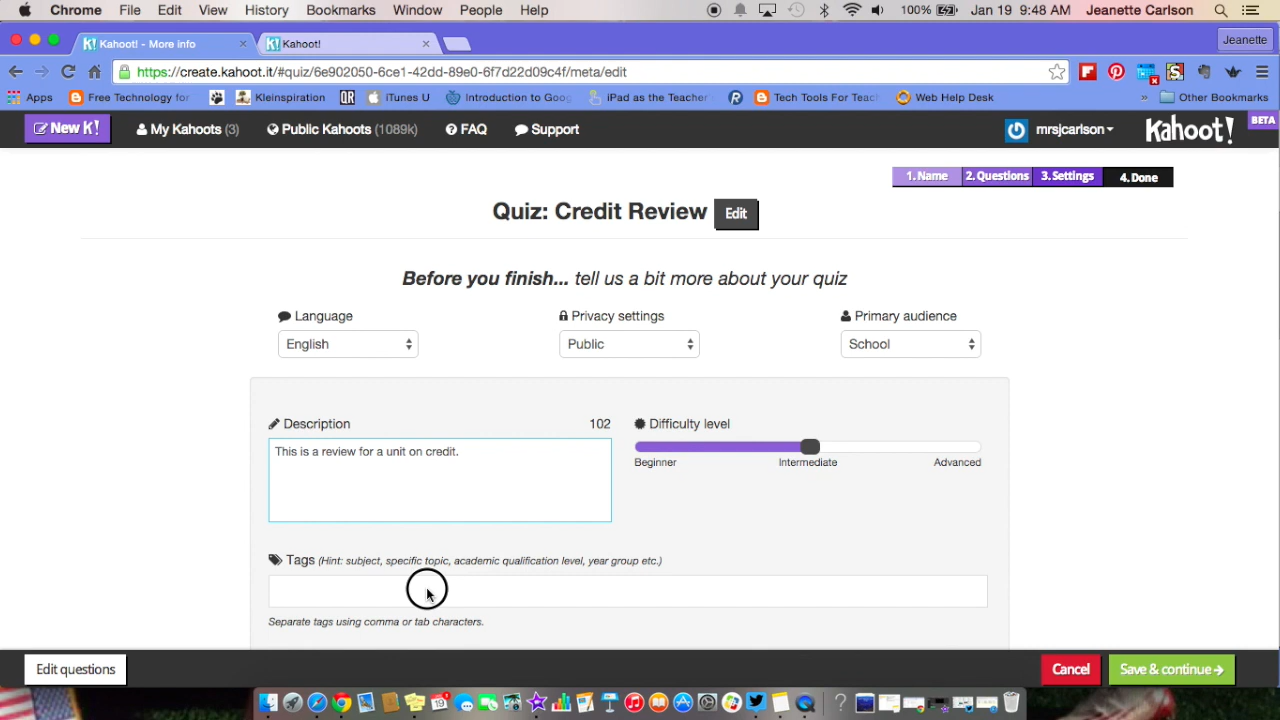 Chrome File Edit View History Bookmarks Window People Help 100% Jan 19 9:48 AM Jeanette Carlson
K! Kahoot! - More info
K! Kahoot!
Jeanette
https://create.kahoot.it/#quiz/6e902050-6ce1-42dd-89e0-6f7d22d09c4f/meta/edit
Apps Free Technology for Kleinspiration QR iTunes U Introduction to Goog iPad as the Teacher Tech Tools For Teach Web Help Desk » Other Bookmarks
New K! My Kahoots (3) Public Kahoots (1089k) FAQ Support mrsjcarlson Kahoot! BETA
1. Name 2. Questions 3. Settings 4. Done
Quiz: Credit Review Edit
Before you finish... tell us a bit more about your quiz
Language Privacy settings Primary audience
English Public School
Description 102 Difficulty level
This is a review for a unit on credit.
Beginner Intermediate Advanced
Tags (Hint: subject, specific topic, academic qualification level, year group etc.)
Separate tags using comma or tab characters.
Edit questions Cancel Save & continue